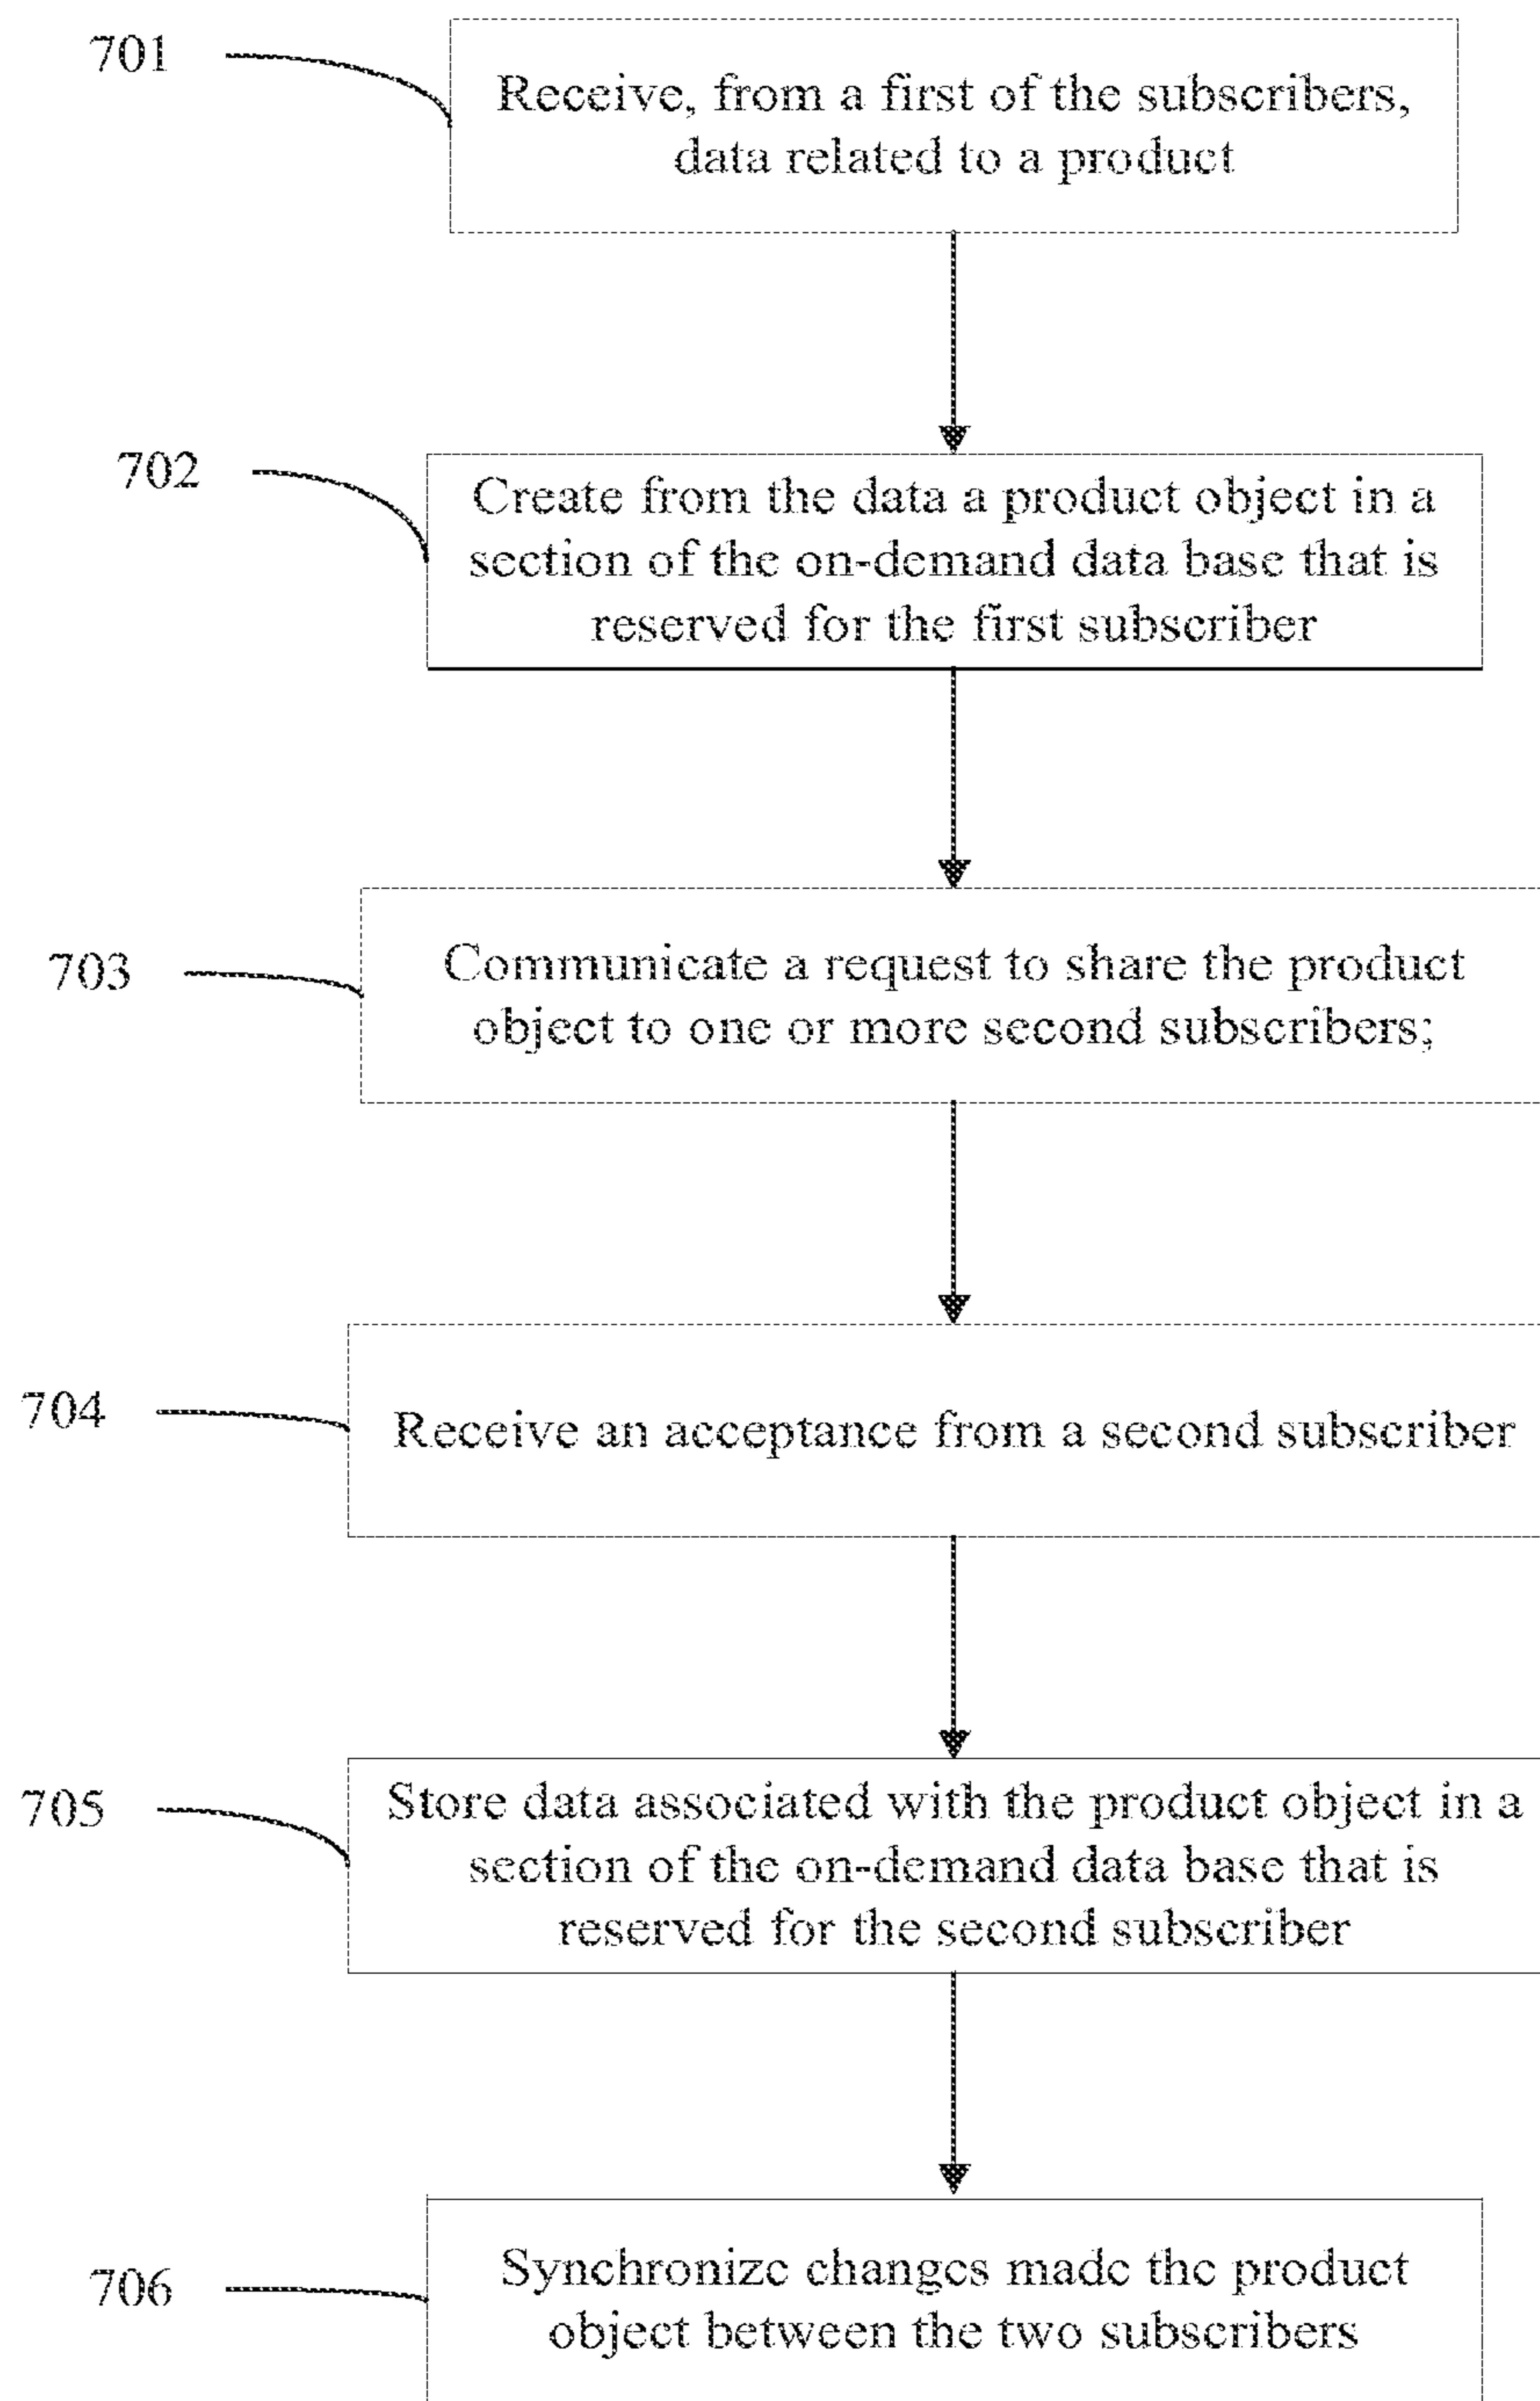 701
Receive, from a first of the subscribers,
data related to a product
702
Create from the data a product object in a
section of the on-demand data base that is
reserved for the first subscriber
703
Communicate a request to share the product
object to one or more second subscribers;
704
Receive an acceptance from a second subscriber
705
Store data associated with the product object in a
section of the on-demand data base that is
reserved for the second subscriber
706
Synchronize changes made the product
object between the two subscribers